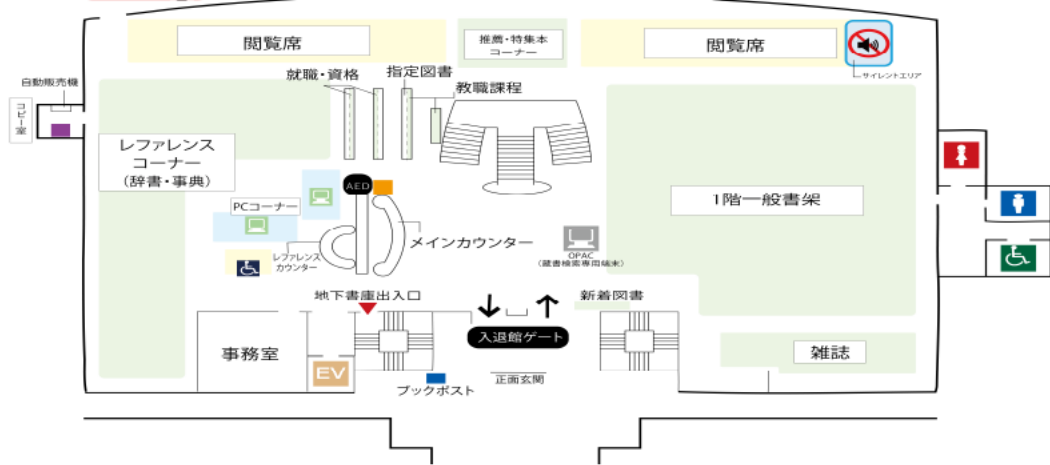 閲覧席
推薦・特集本
コーナー
閲覧席
サイレントエリア
就職・資格
指定図書
教職課程
自動販売機
コピー室
レファレンス
コーナー
(辞書・事典)
AED
PCコーナー
1階一般書架
メインカウンター
レファレンス
カウンター
OPAC
(蔵書検索専用端末)
地下書庫出入口
新着図書
入退館ゲート
事務室
雑誌
EV
ブックポスト
正面玄関